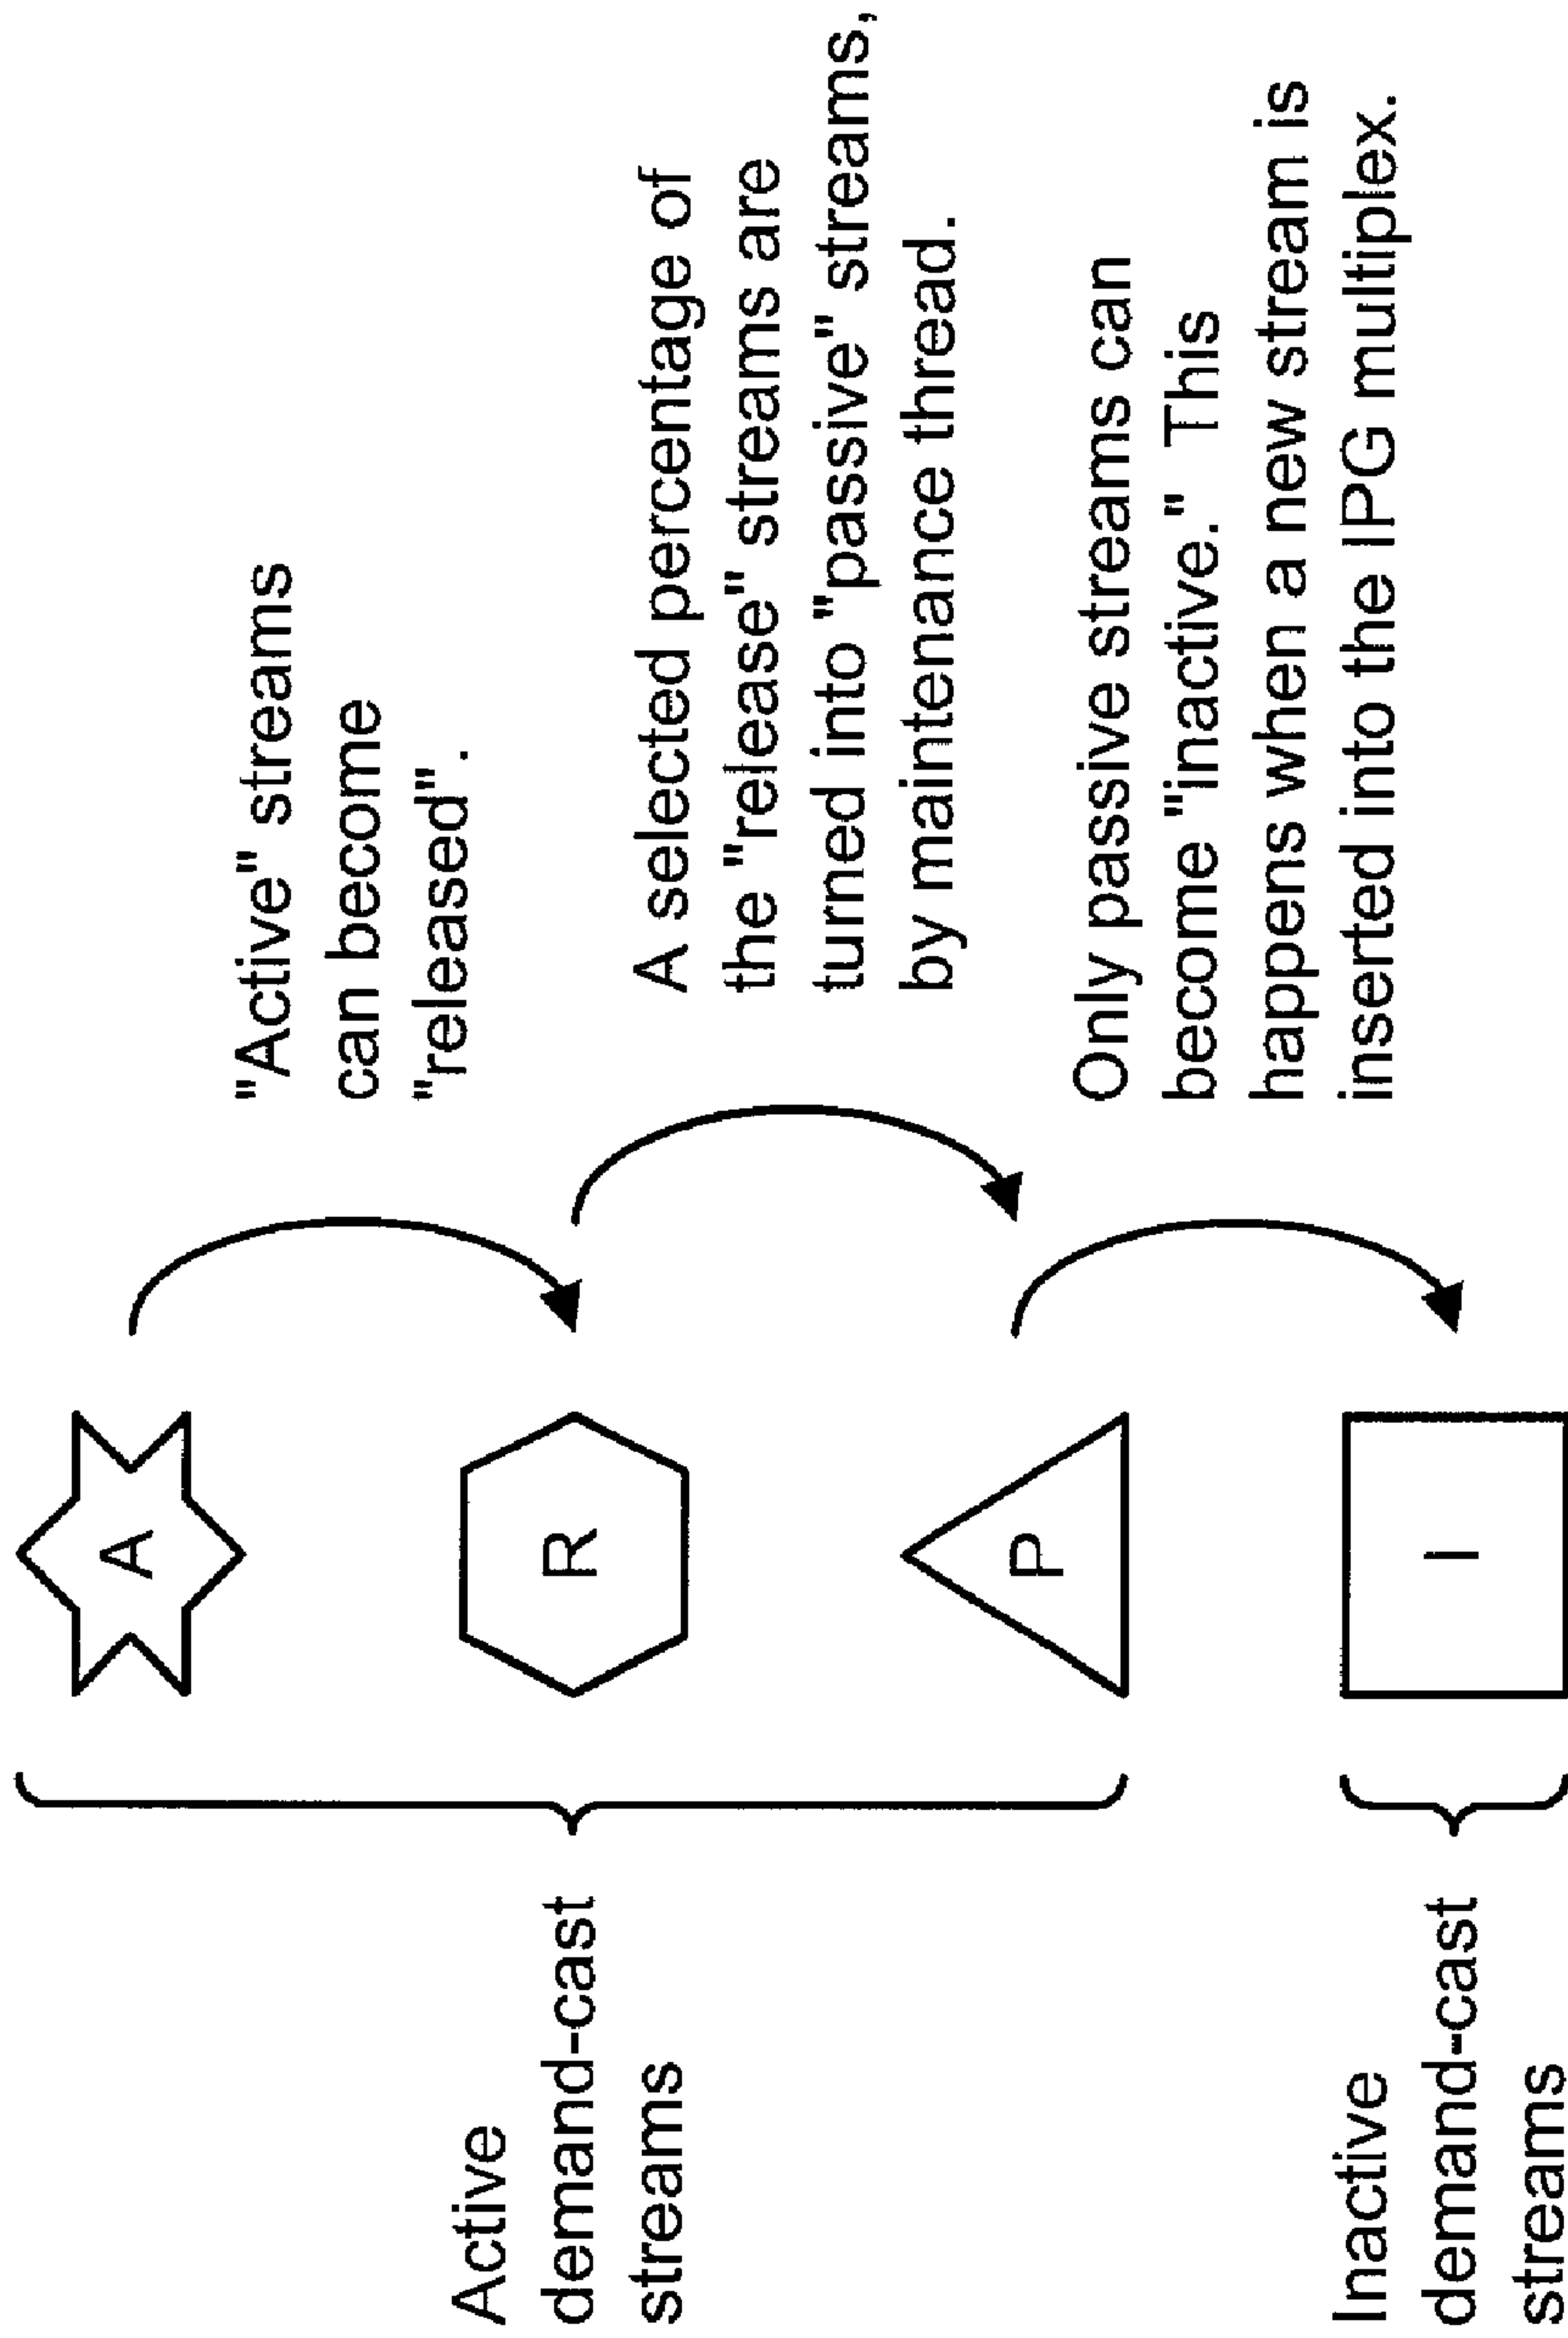 Active
demand-cast
streams
A
R
P
"Active" streams
can become
"released".
A selected percentage of
the "release" streams are
turned into "passive" streams,
by maintenance thread.
Inactive
demand-cast
streams
I
Only passive streams can
become "inactive." This
happens when a new stream is
inserted into the IPG multiplex.